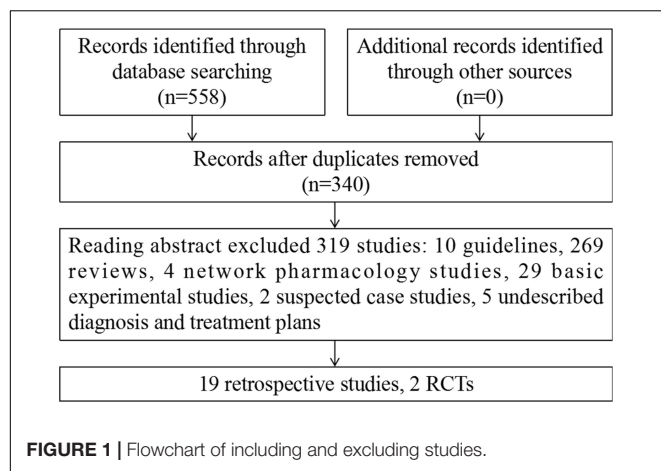 Records identified through
database searching
(n=558)
Additional records identified
through other sources
(n=0)
Records after duplicates removed
(n=340)
Reading abstract excluded 319 studies: 10 guidelines, 269
reviews, 4 network pharmacology studies, 29 basic
experimental studies, 2 suspected case studies, 5 undescribed
diagnosis and treatment plans
19 retrospective studies, 2 RCTs
FIGURE 1 | Flowchart of including and excluding studies.